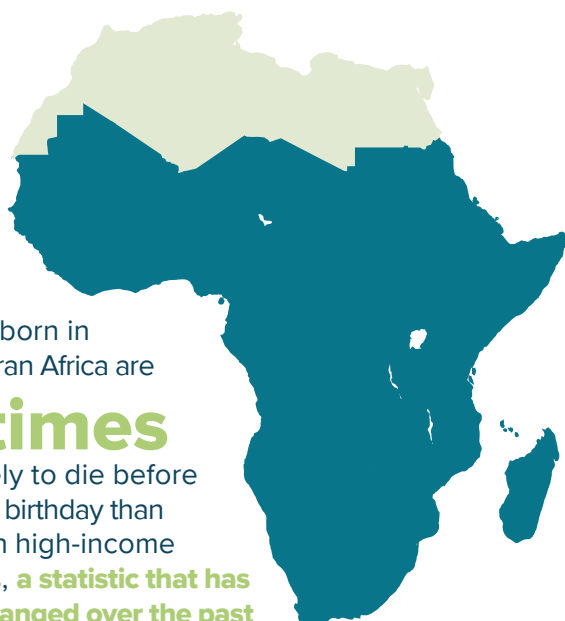 born in
ran Africa are
times
ely to die before
birthday than
n high-income
, a statistic that has
anged over the past